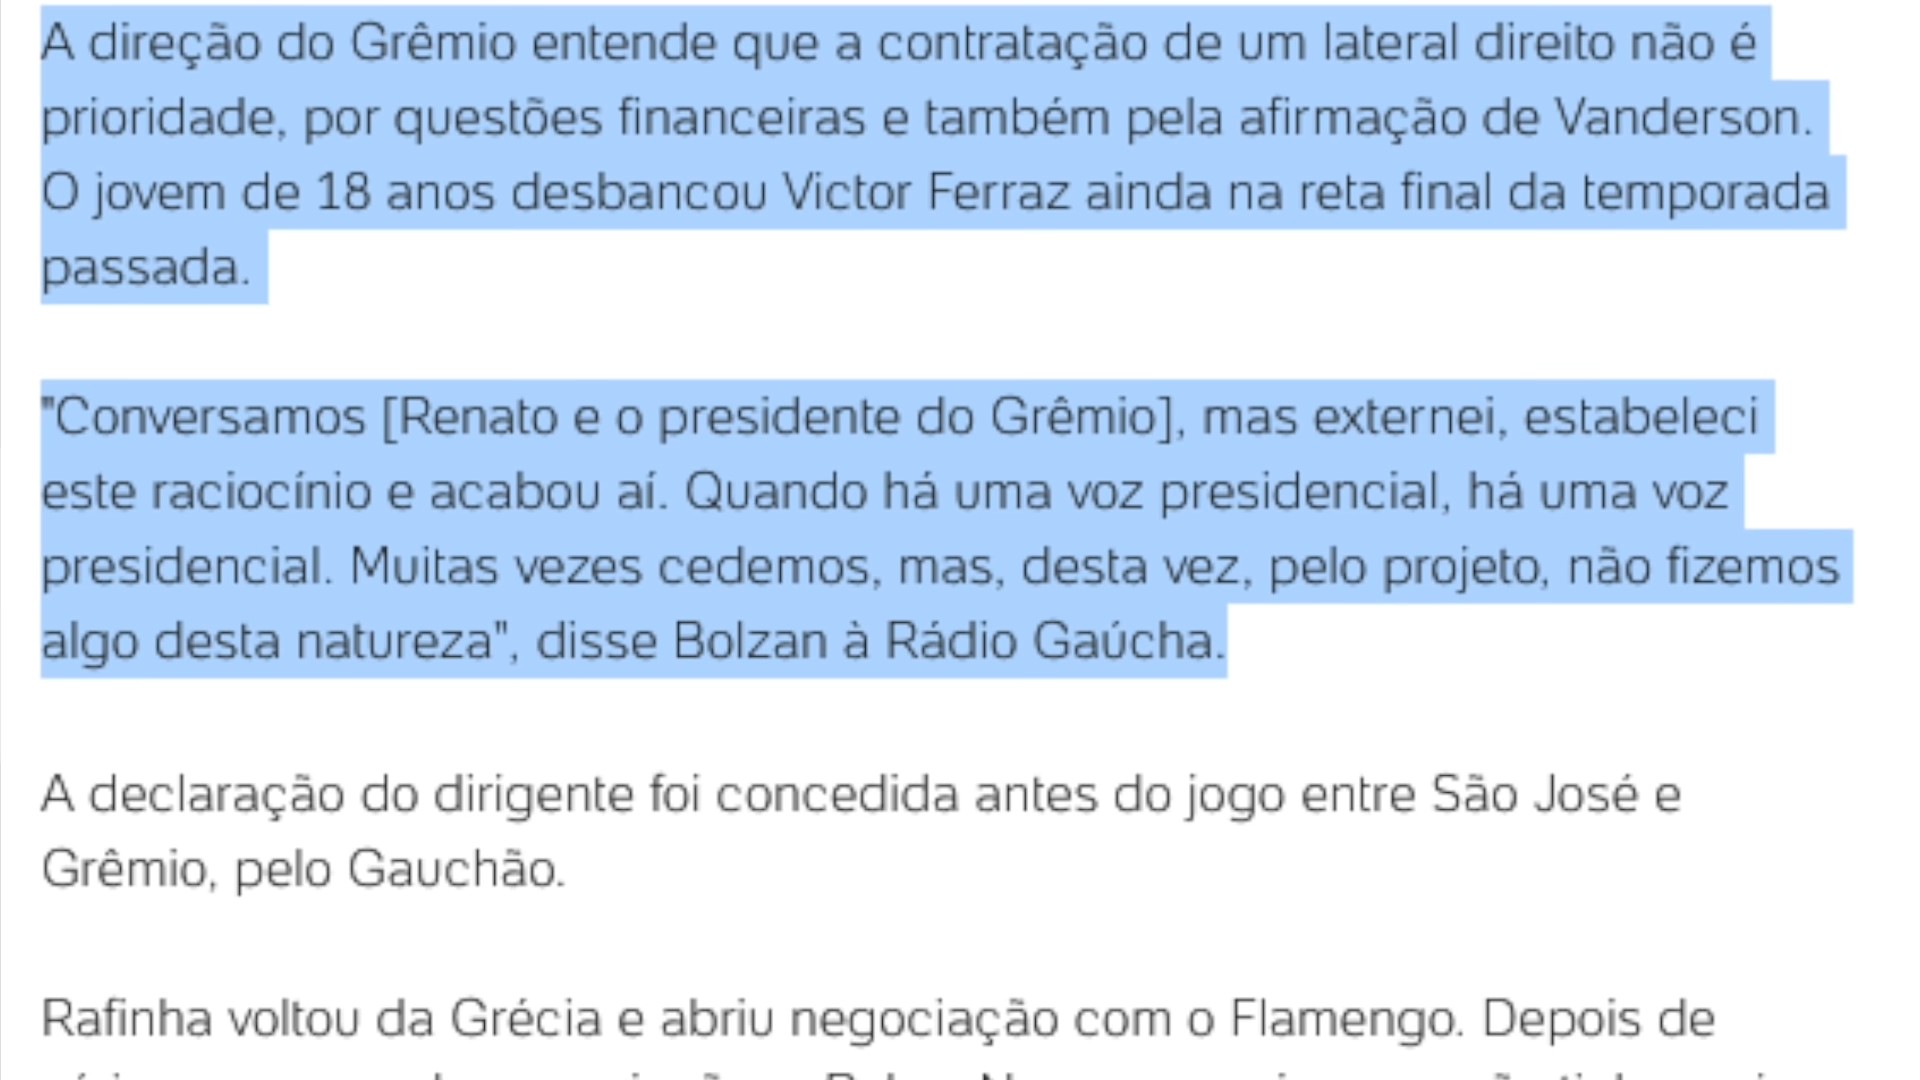 A direção do Grêmio entende que a contratação de um lateral direito não é
prioridade, por questões financeiras e também pela afirmação de Vanderson.
O jovem de 18 anos desbancou Victor Ferraz ainda na reta final da temporada
passada.
"Conversamos [Renato e o presidente do Grêmio], mas externei, estabeleci
este raciocínio e acabou aí. Quando há uma voz presidencial, há uma voz
presidencial. Muitas vezes cedemos, mas, desta vez, pelo projeto, não fizemos
algo desta natureza", disse Bolzan à Rádio Gaúcha.
A declaração do dirigente foi concedida antes do jogo entre São José e
Grêmio, pelo Gauchão.
Rafinha voltou da Grécia e abriu negociação com o Flamengo. Depois de